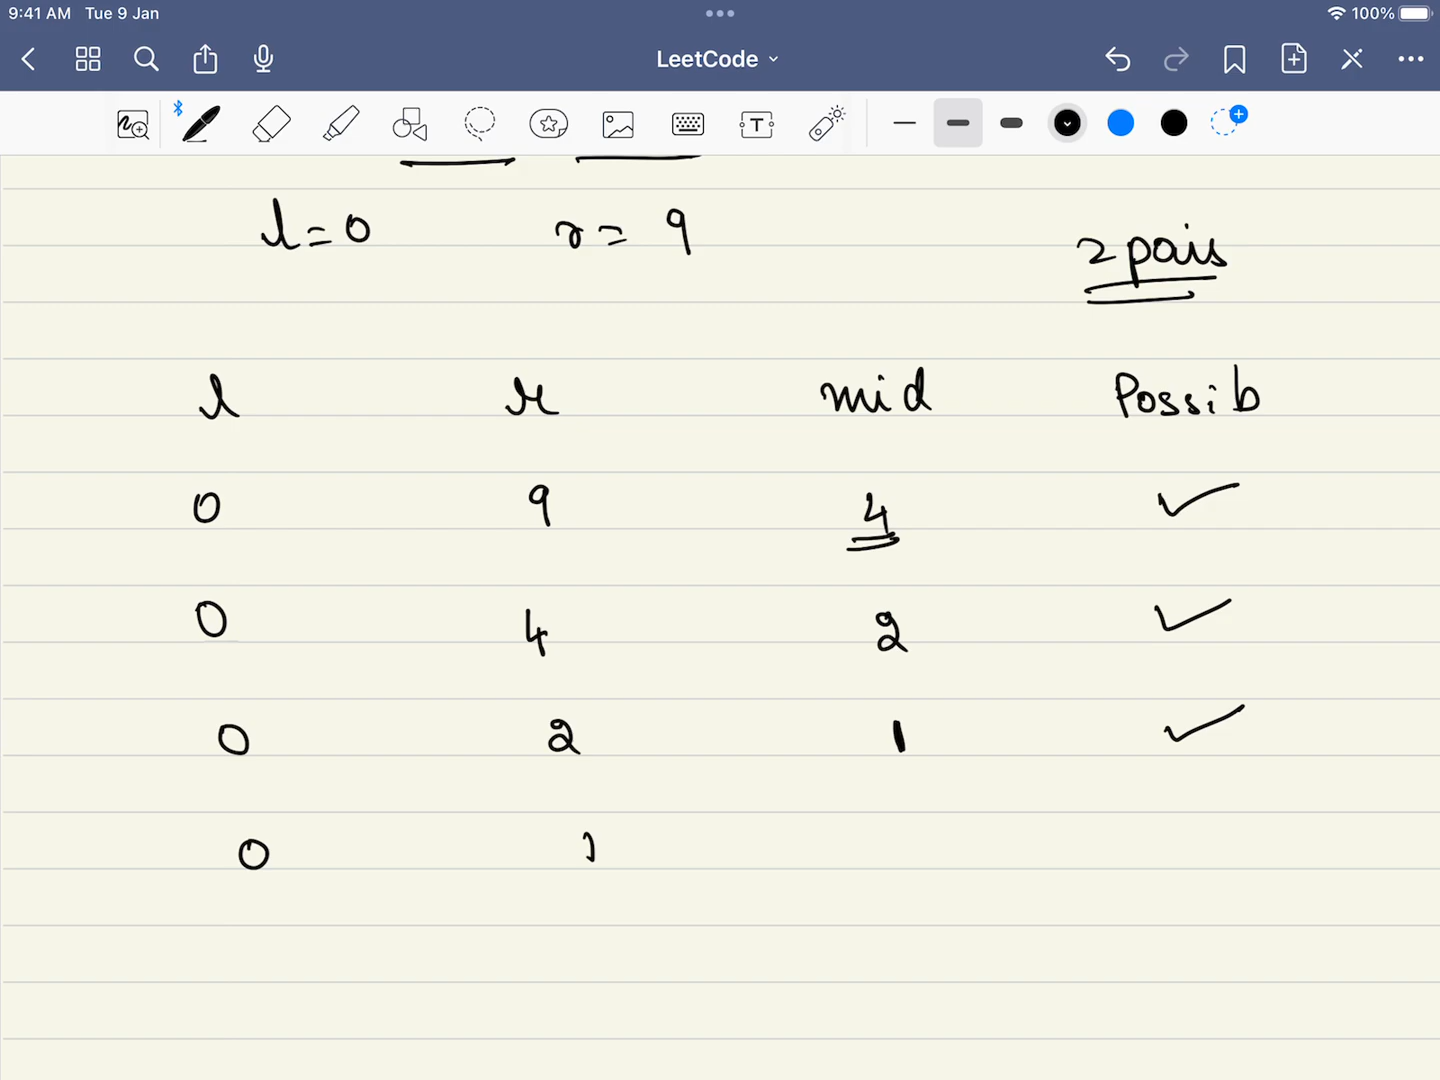 9:41 AM Tue 9 Jan 100%
LeetCode
T
l=0 r= 9
2 pais
l r mid Possib
0 9 4 ✓
0 4 2 ✓
0 2 1 ✓
0 1